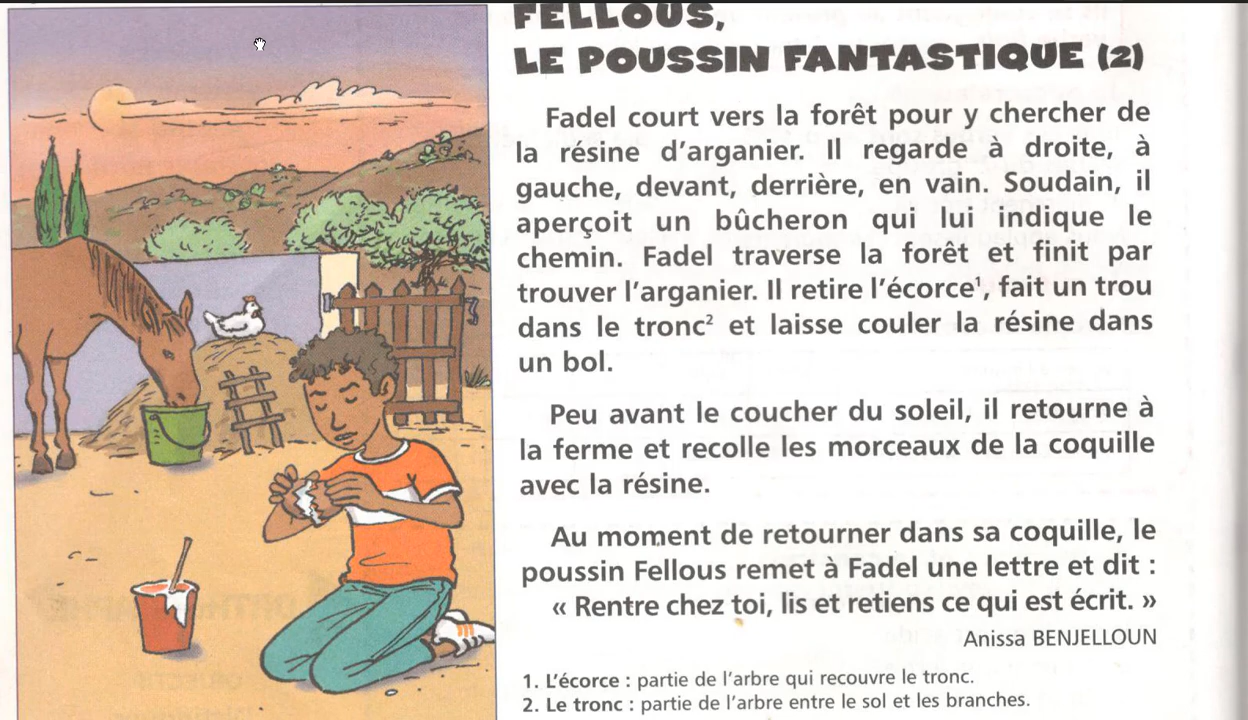 FELLOUS,
LE POUSSIN FANTASTIQUE (2)
Fadel court vers la forêt pour y chercher de
la résine d'arganier. Il regarde à droite, à
gauche, devant, derrière, en vain. Soudain, il
aperçoit un bûcheron qui lui indique le
chemin. Fadel traverse la forêt et finit par
trouver l'arganier. Il retire l'écorce¹, fait un trou
dans le tronc² et laisse couler la résine dans
un bol.
Peu avant le coucher du soleil, il retourne à
la ferme et recolle les morceaux de la coquille
avec la résine.
Au moment de retourner dans sa coquille, le
poussin Fellous remet à Fadel une lettre et dit :
« Rentre chez toi, lis et retiens ce qui est écrit. »
Anissa BENJELLOUN
1. L'écorce : partie de l'arbre qui recouvre le tronc.
2. Le tronc : partie de l'arbre entre le sol et les branches.